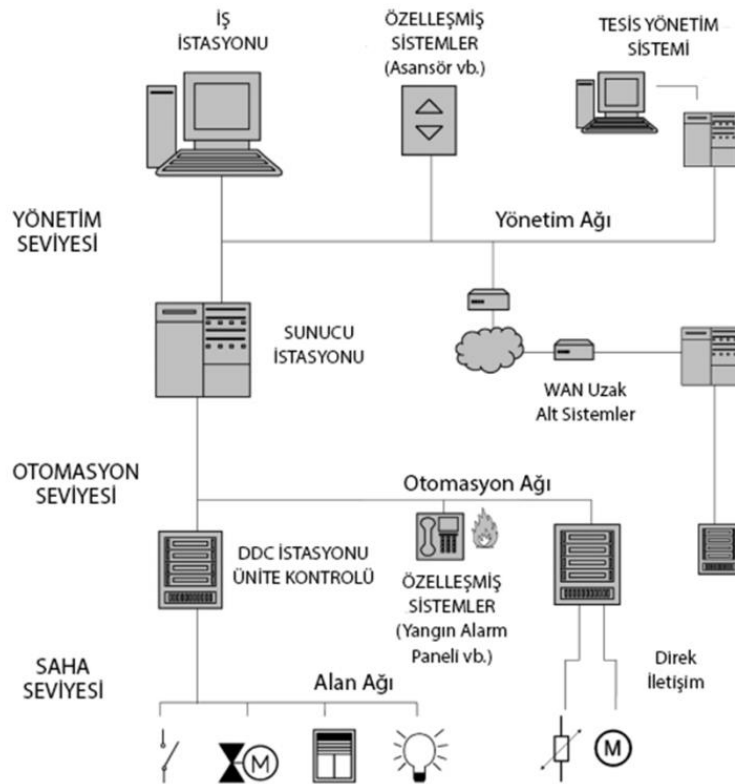 İŞ
İSTASYONU
ÖZELLEŞMİŞ
SİSTEMLER
(Asansör vb.)
TESİS YÖNETİM
SİSTEMİ
YÖNETİM
SEVİYESİ
Yönetim Ağı
SUNUCU
İSTASYONU
WAN Uzak
Alt Sistemler
OTOMASYON
SEVİYESİ
Otomasyon Ağı
DDC İSTASYONU
ÜNİTE KONTROLÜ
ÖZELLEŞMİŞ
SİSTEMLER
(Yangın Alarm
Paneli vb.)
SAHA
SEVİYESİ
Alan Ağı
Direk
İletişim
M
M